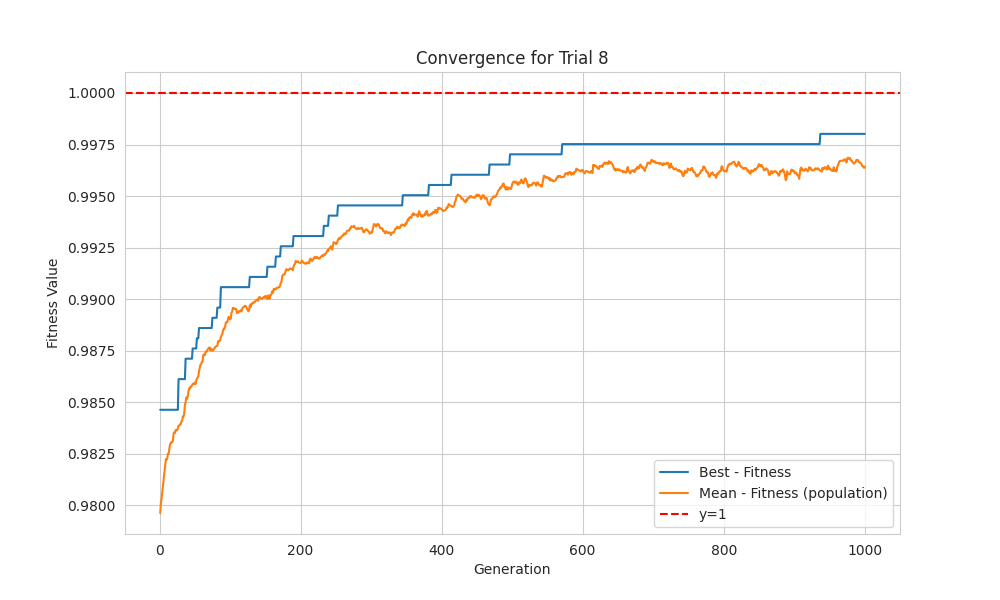 Convergence for Trial 8
Fitness Value
1.0000
0.9975
0.9950
0.9925
0.9900
0.9875
0.9850
0.9825
0.9800
Best - Fitness
Mean - Fitness (population)
y=1
0 200 400 600 800 1000
Generation